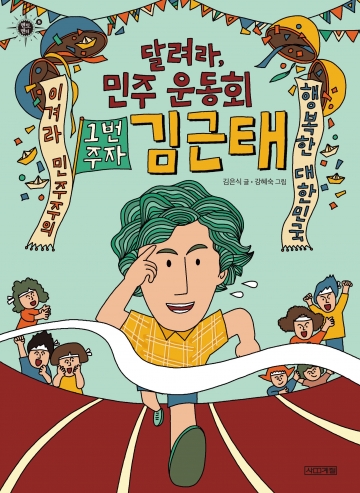 달려라,
민주 운동회
1번
주자
김근태
김은식 글 • 강혜숙 그림
이겨라 민주주의
행복한 대한민국
사계절